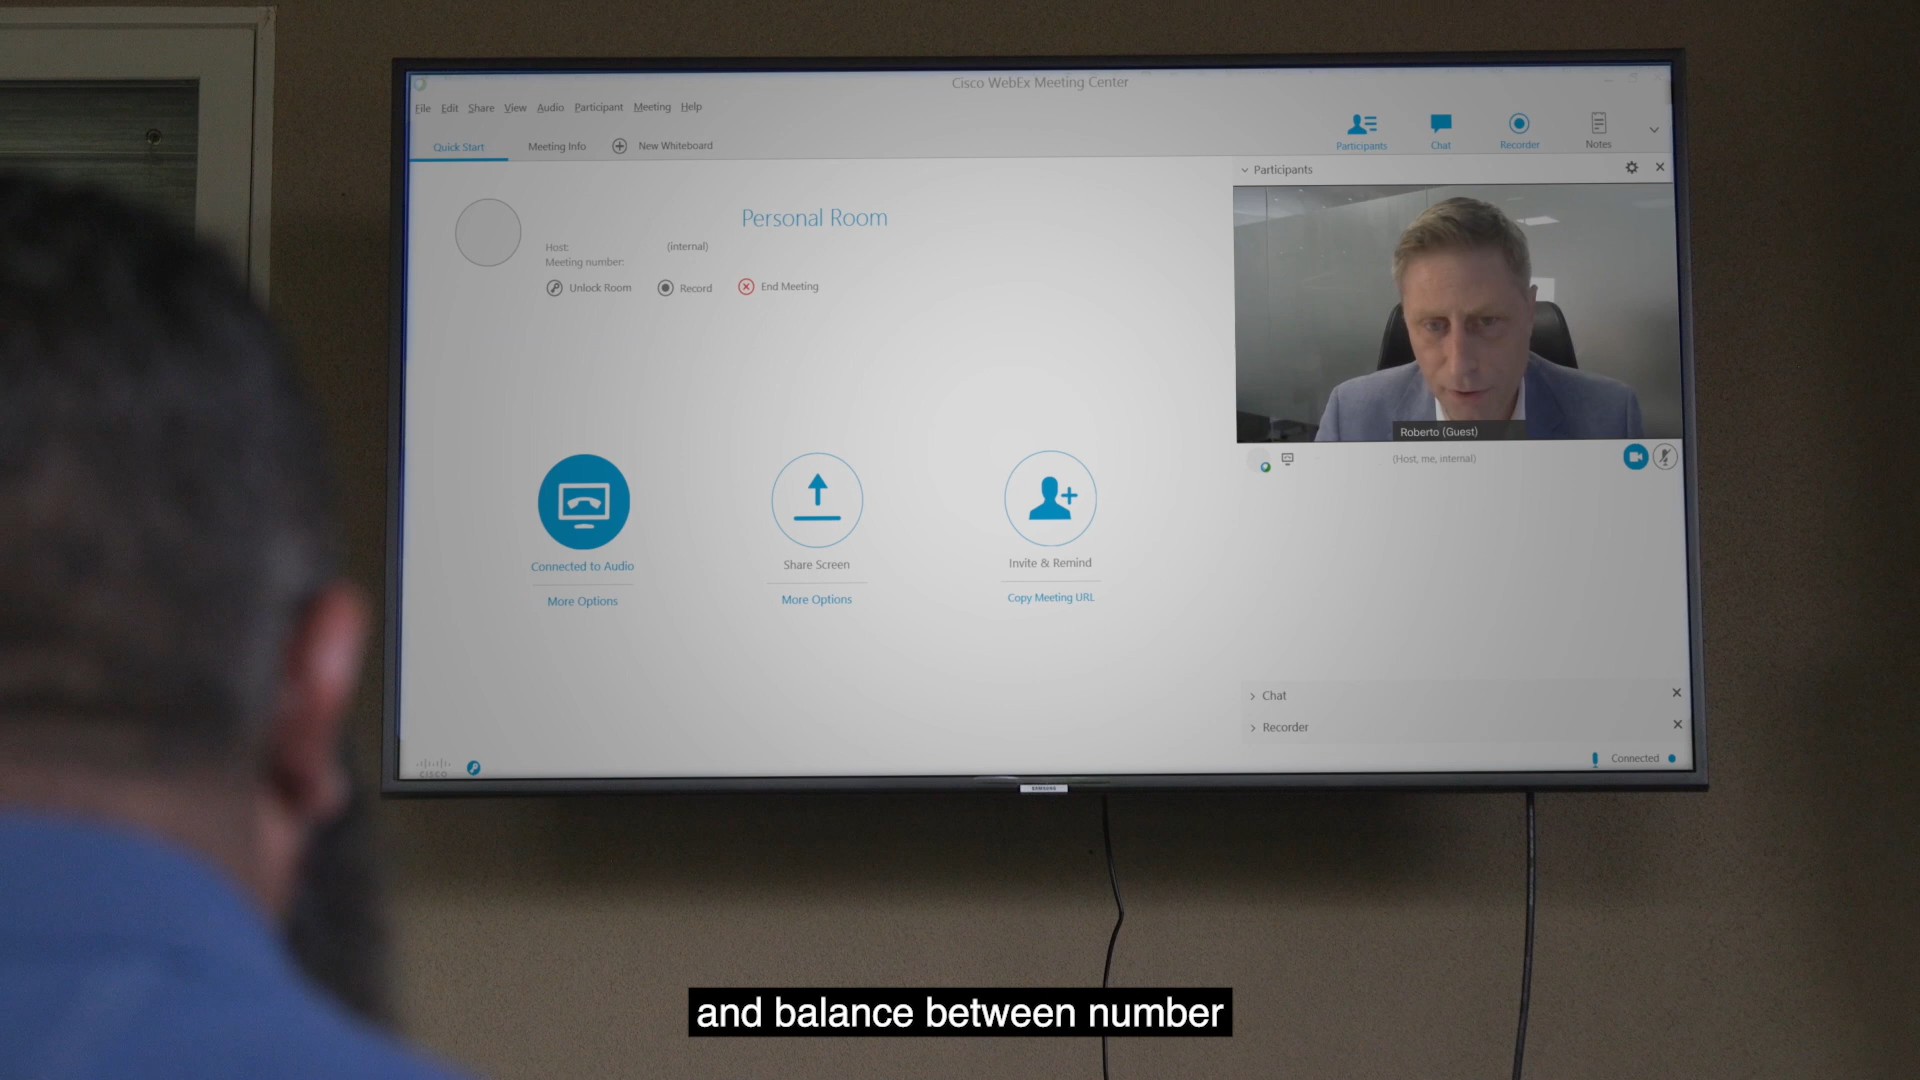 Cisco WebEx Meeting Center
File Edit Share View Audio Participant Meeting Help
Quick Start Meeting Info New Whiteboard
Participants Chat Recorder Notes
Participants
Personal Room
Host: (internal)
Meeting number:
Unlock Room Record End Meeting
Roberto (Guest)
(Host, me, internal)
Connected to Audio Share Screen Invite & Remind
More Options More Options Copy Meeting URL
Chat
Recorder
Connected
CISCO
SAMSUNG
and balance between number